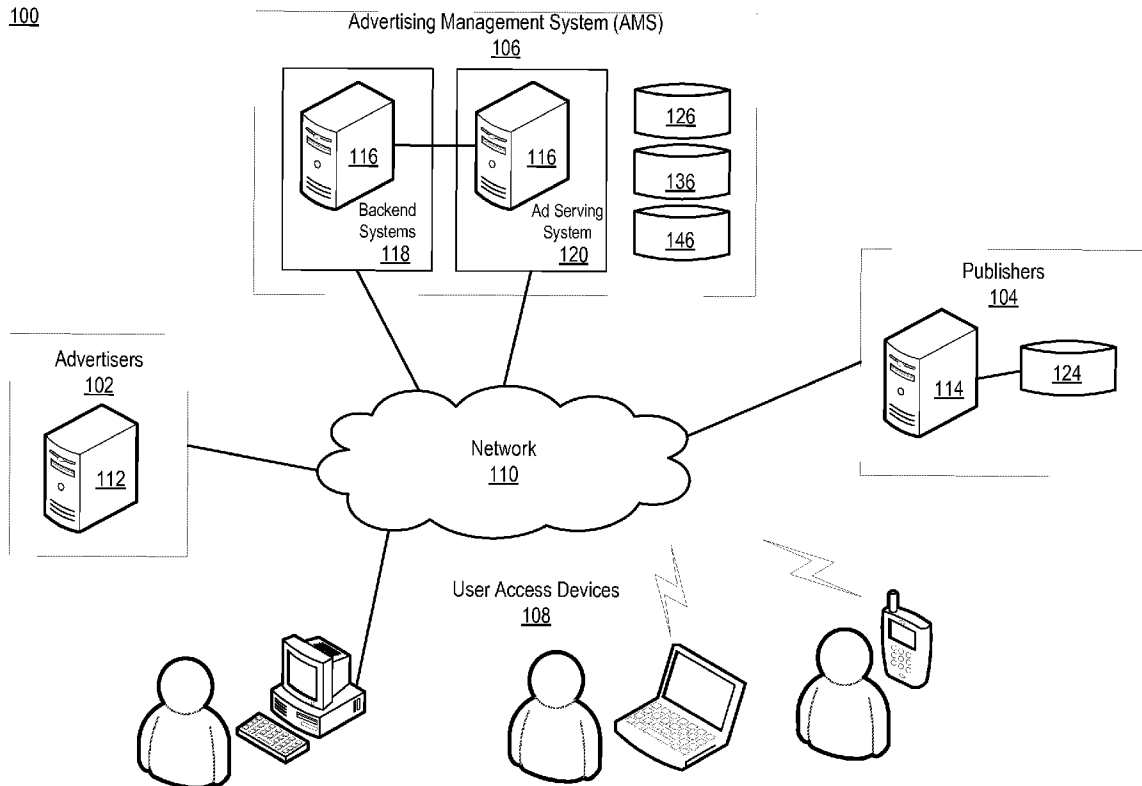 100
Advertising Management System (AMS)
106
116
116
Backend
Systems
118
Ad Serving
System
120
126
136
146
Publishers
104
114
124
Advertisers
102
112
Network
110
User Access Devices
108